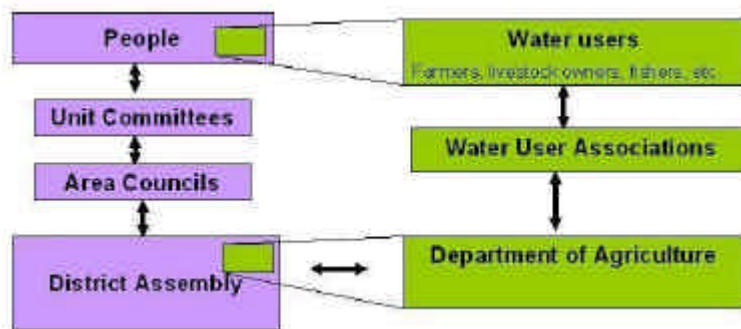 People
Water users
Farmers, livestock owners, fishers, etc
Unit Committees
Water User Associations
Area Councils
Department of Agriculture
District Assembly